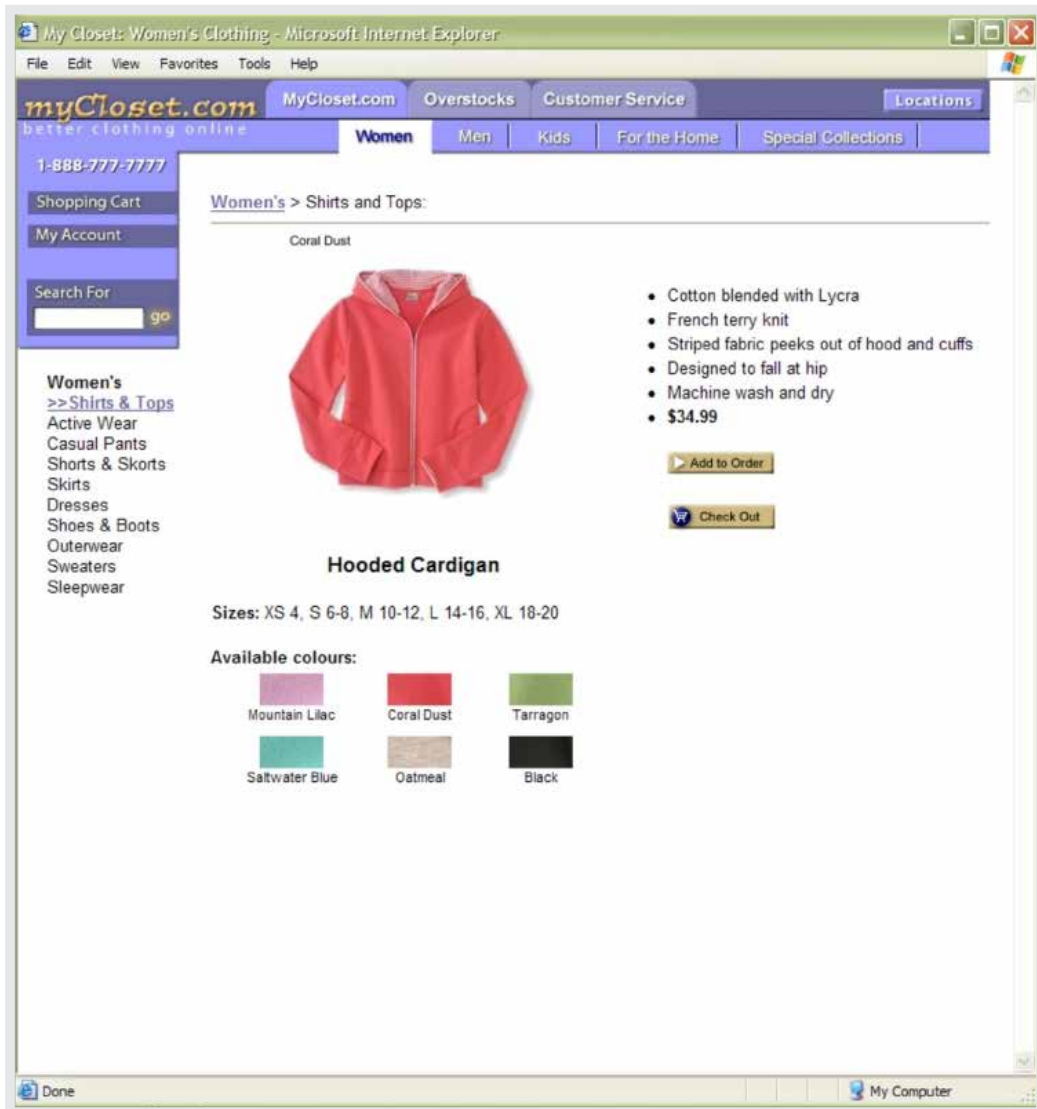 My Closet: Women's Clothing - Microsoft Internet Explorer
File Edit View Favorites Tools Help
myCloset.com MyCloset.com Overstocks Customer Service Locations
better clothing online
Women Men Kids For the Home Special Collections
1-888-777-7777
Shopping Cart
Women's > Shirts and Tops:
My Account
Coral Dust
Search For
go
Women's
>>Shirts & Tops
Active Wear
Casual Pants
Shorts & Skorts
Skirts
Dresses
Shoes & Boots
Outerwear
Sweaters
Sleepwear
• Cotton blended with Lycra
• French terry knit
• Striped fabric peeks out of hood and cuffs
• Designed to fall at hip
• Machine wash and dry
• $34.99
Add to Order
Check Out
Hooded Cardigan
Sizes: XS 4, S 6-8, M 10-12, L 14-16, XL 18-20
Available colours:
Mountain Lilac Coral Dust Tarragon
Saltwater Blue Oatmeal Black
Done My Computer